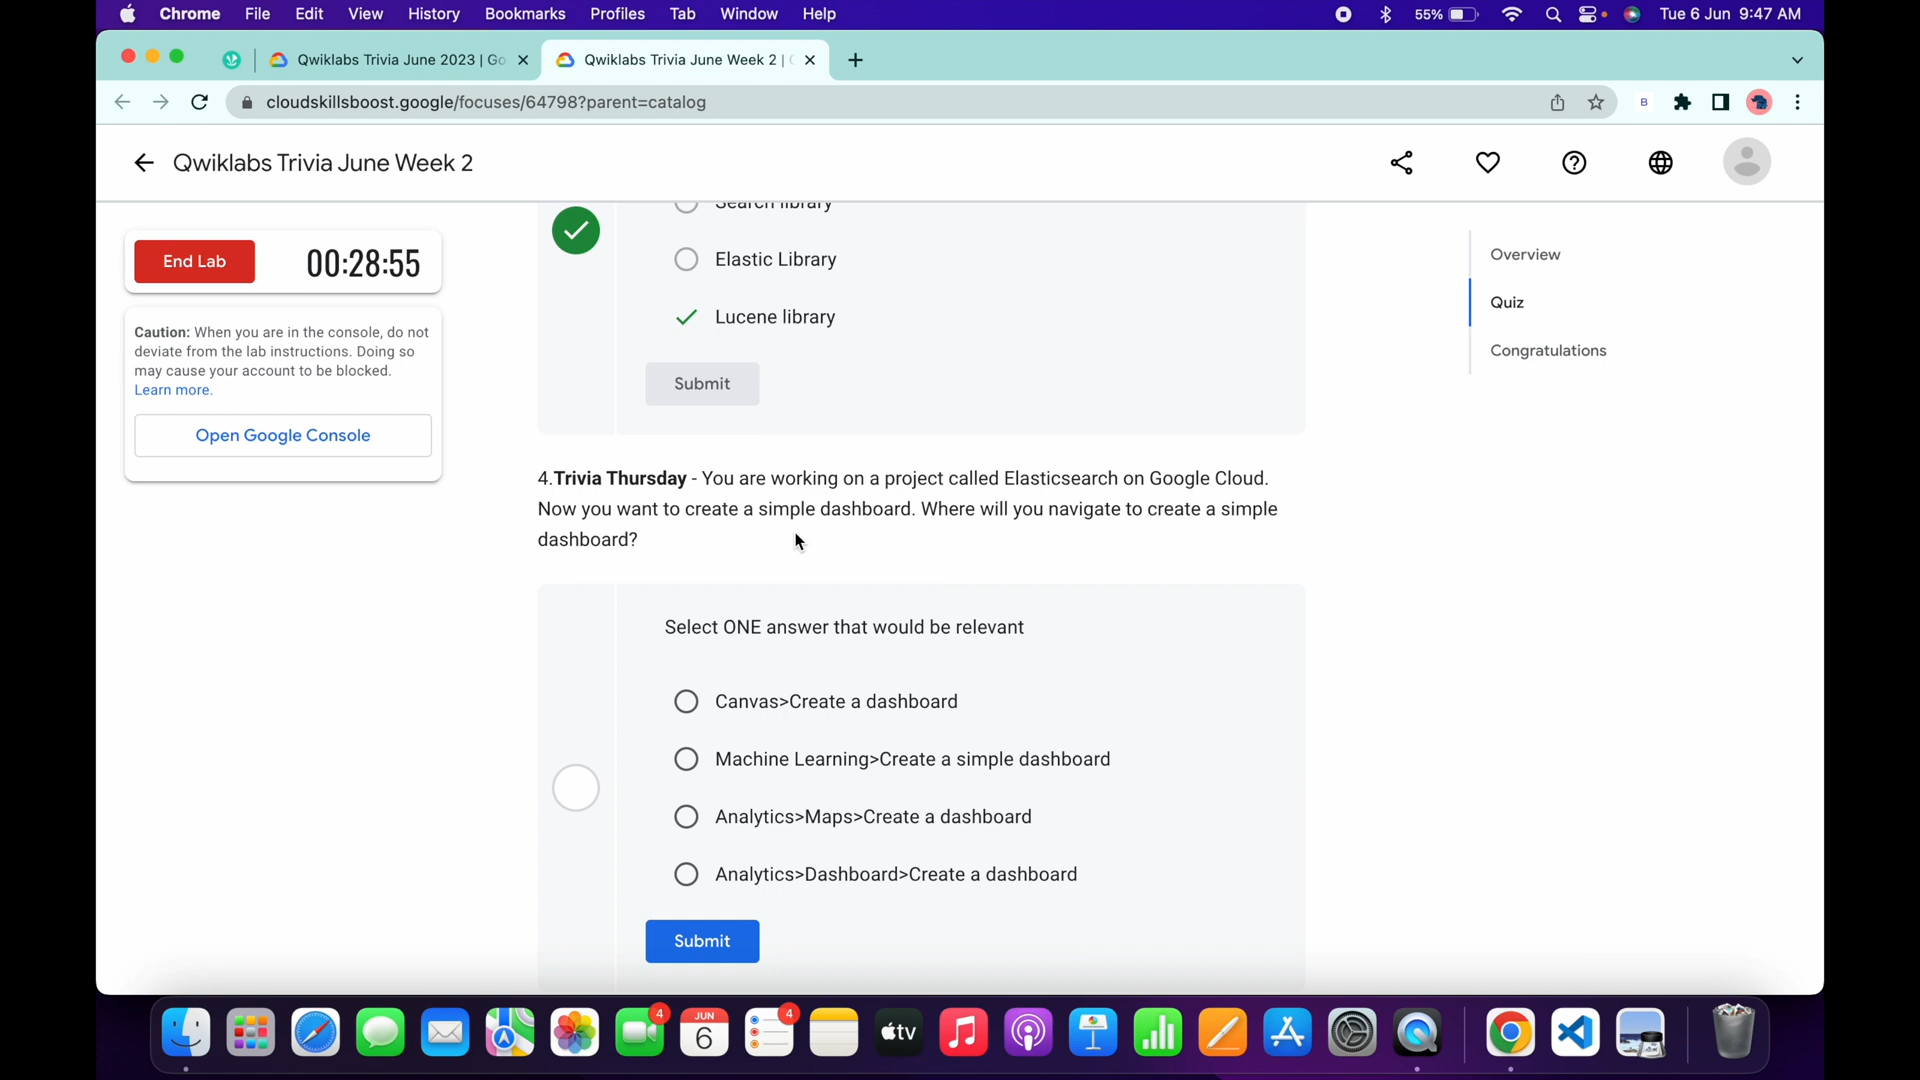 Chrome File Edit View History Bookmarks Profiles Tab Window Help 55% Tue 6 Jun 9:47 AM
Qwiklabs Trivia June 2023 | Go Qwiklabs Trivia June Week 2 |
cloudskillsboost.google/focuses/64798?parent=catalog B
Qwiklabs Trivia June Week 2
Search library
End Lab 00:28:55
Overview
Elastic Library
Quiz
Lucene library
Caution: When you are in the console, do not
deviate from the lab instructions. Doing so
may cause your account to be blocked.
Learn more.
Congratulations
Submit
Open Google Console
4.Trivia Thursday - You are working on a project called Elasticsearch on Google Cloud.
Now you want to create a simple dashboard. Where will you navigate to create a simple
dashboard?
Select ONE answer that would be relevant
Canvas>Create a dashboard
Machine Learning>Create a simple dashboard
Analytics>Maps>Create a dashboard
Analytics>Dashboard>Create a dashboard
Submit
4
JUN
6
4
tv